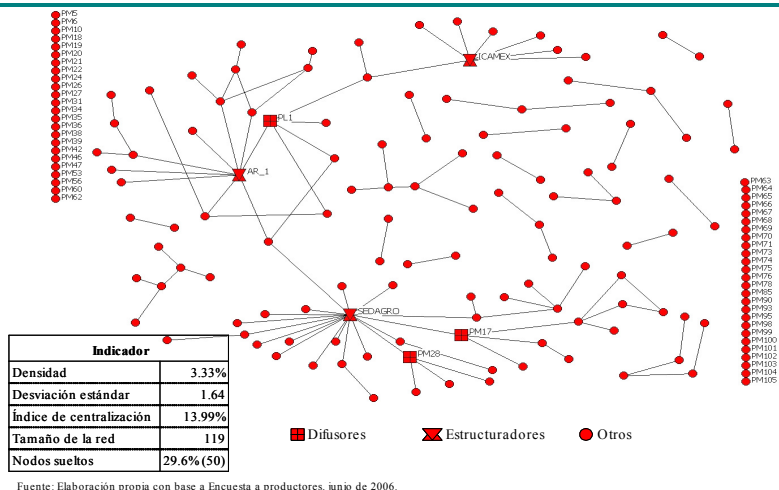 PM5
PM6
PM10
PM18
PM19
PM20
PM21
PM22
PM24
PM26
PM27
PM31
PM34
PM35
PM36
PM38
PM39
PM42
PM46
PM47
PM53
PM56
PM60
PM62
ICAMEX
PL1
AR_1
SEDAGRO
PM17
PM28
PM63
PM64
PM65
PM66
PM67
PM68
PM69
PM70
PM71
PM73
PM74
PM75
PM76
PM78
PM85
PM90
PM93
PM95
PM98
PM99
PM100
PM101
PM102
PM103
PM104
PM105
Indicador
Densidad 3.33%
Desviación estándar 1.64
Índice de centralización 13.99%
Tamaño de la red 119
Nodos sueltos 29.6% (50)
Difusores Estructuradores Otros
Fuente: Elaboración propia con base a Encuesta a productores, junio de 2006.